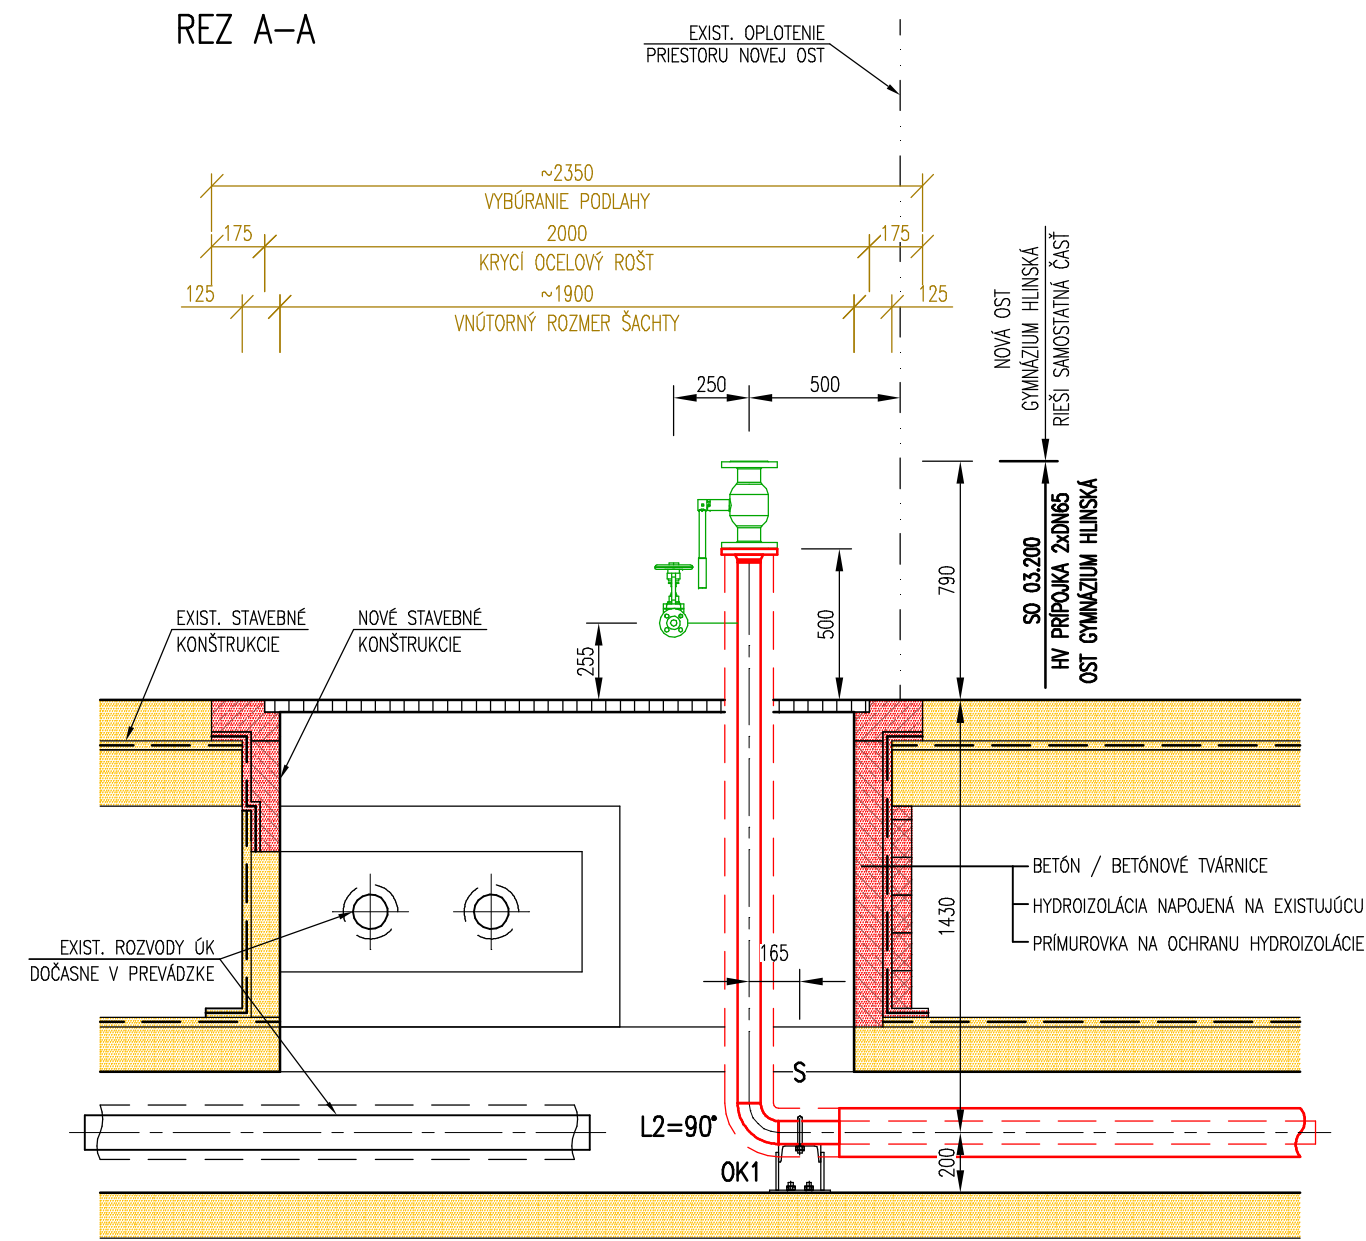 REZ A-A
EXIST. OPLOTENIE
PRIESTORU NOVEJ OST
~2350
VYBÚRANIE PODLAHY
175
2000
175
KRYCÍ OCELOVÝ ROŠT
125
~1900
125
VNÚTORNÝ ROZMER ŠACHTY
NOVÁ OST
GYMNÁZIUM HLINSKÁ
RIEŠI SAMOSTATNÁ ČASŤ
250
500
SO 03.200
HV PRÍPOJKA 2xDN65
OST GYMNÁZIUM HLINSKÁ
790
500
255
EXIST. STAVEBNÉ
KONŠTRUKCIE
NOVÉ STAVEBNÉ
KONŠTRUKCIE
BETÓN / BETÓNOVÉ TVÁRNICE
HYDROIZOLÁCIA NAPOJENÁ NA EXISTUJÚCU
PRÍMUROVKA NA OCHRANU HYDROIZOLÁCIE
1430
165
EXIST. ROZVODY ÚK
DOČASNE V PREVÁDZKE
S
L2=90°
OK1
200